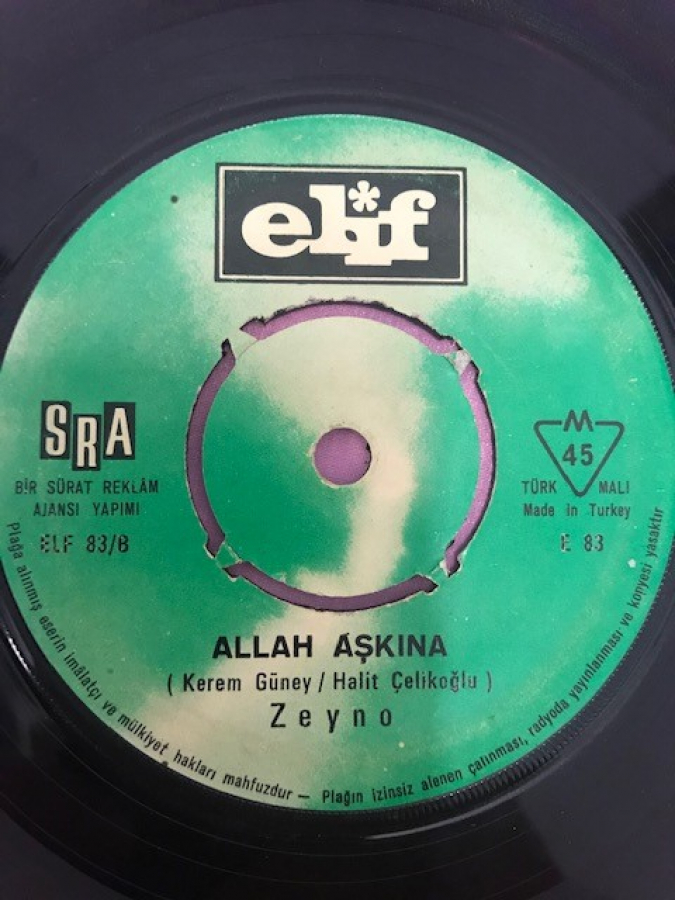 elif
SRA
BİR SÜRAT REKLÂM
AJANSI YAPIMI
ELF 83/B
M
45
TÜRK MALI
Made in Turkey
E 83
ALLAH AŞKINA
( Kerem Güney / Halit Çelikoğlu )
Zeyno
Plağa alınmış eserin imâlatçı ve mülkiyet hakları mahfuzdur — Plağın izinsiz alenen çalınması, radyoda yayınlanması ve kopyesi yasaktır